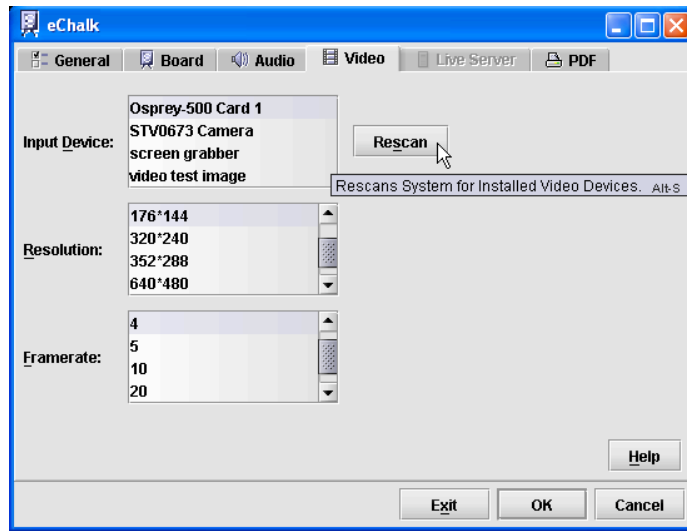 eChalk
General Board Audio Video Live Server PDF
Input Device:
Osprey-500 Card 1
STV0673 Camera
screen grabber
video test image
Rescan
Rescans System for Installed Video Devices. Alt-S
Resolution:
176*144
320*240
352*288
640*480
Framerate:
4
5
10
20
Help
Exit OK Cancel